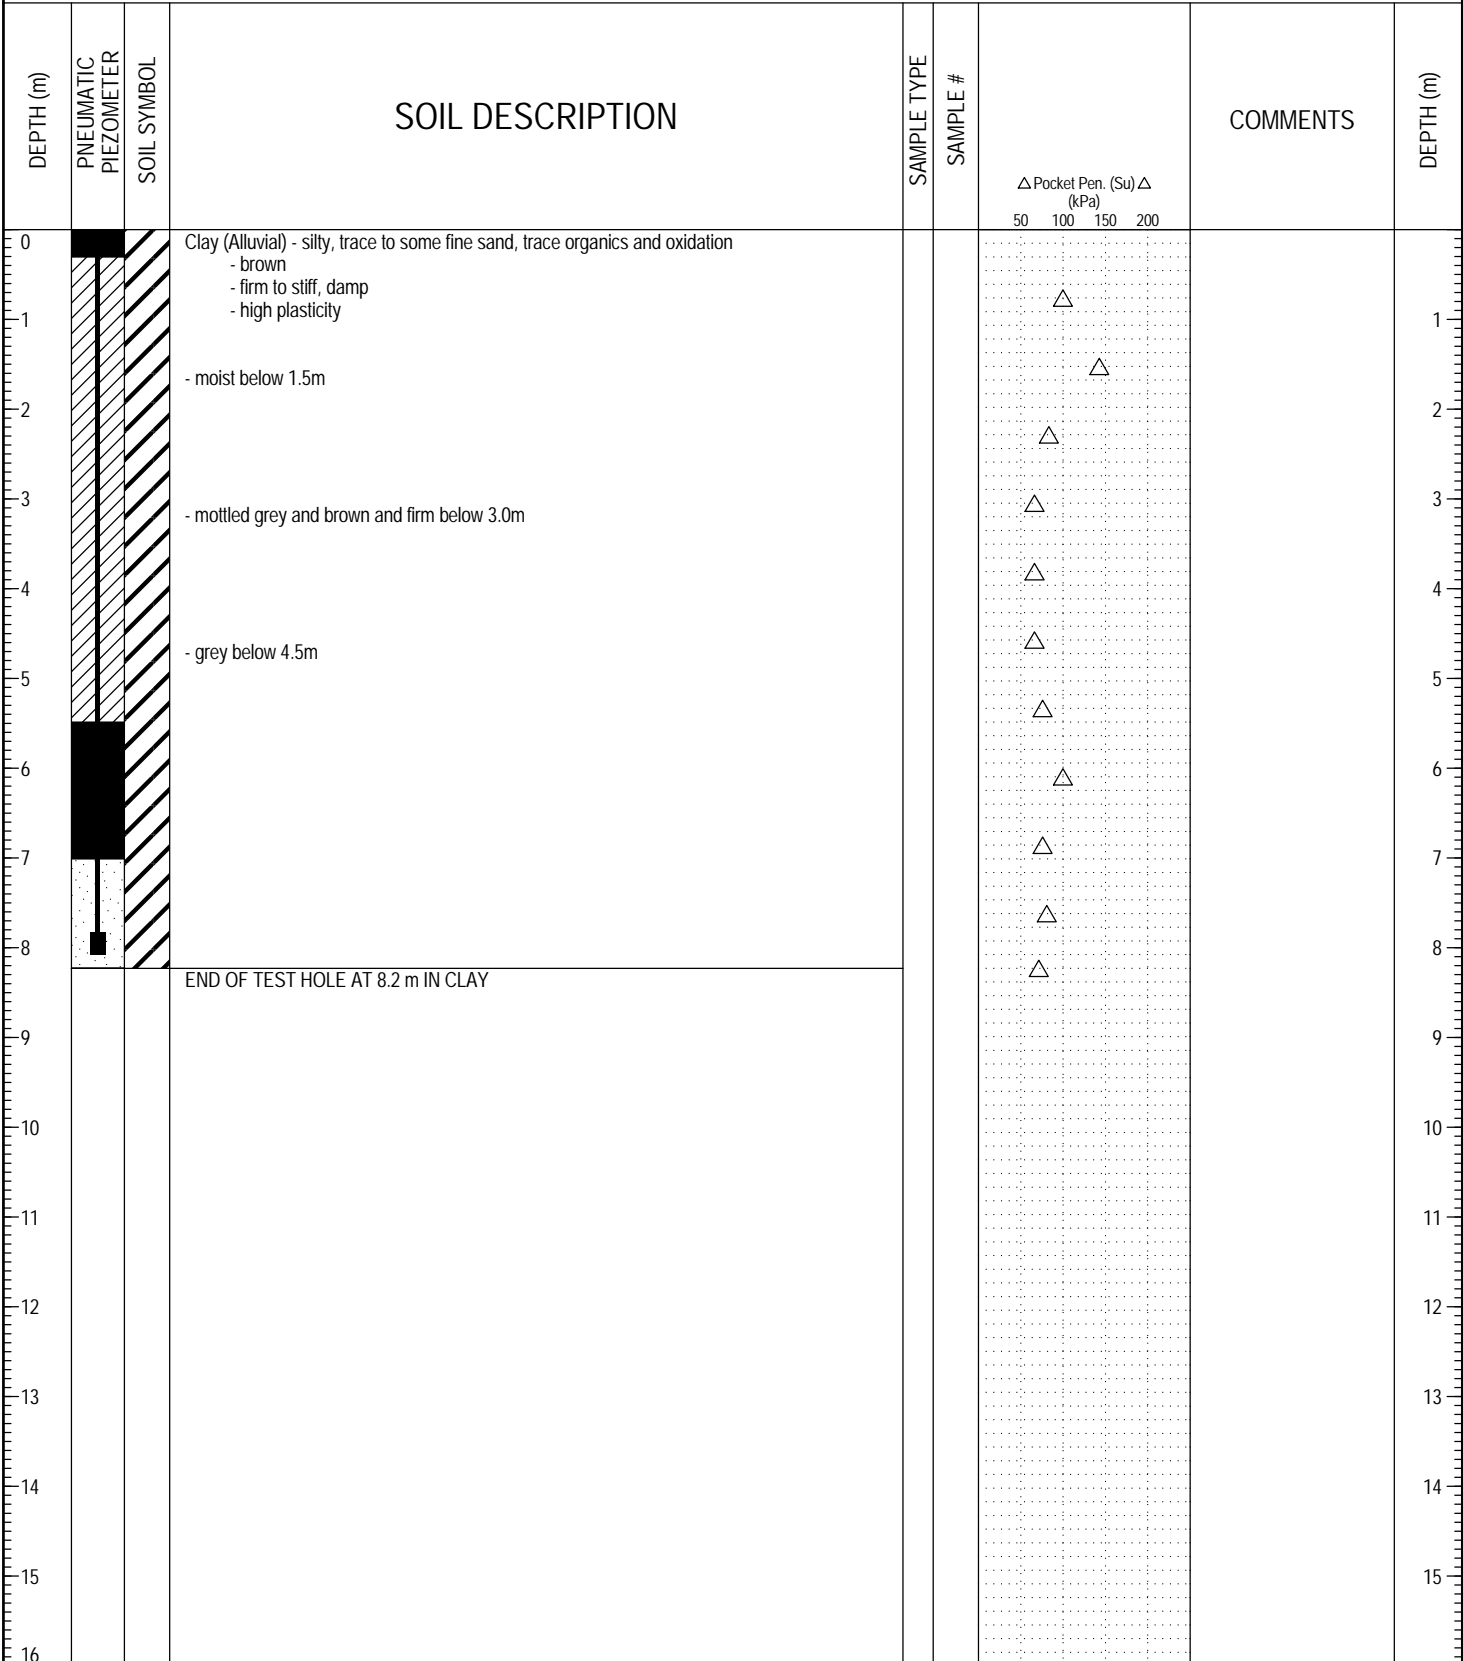 DEPTH (m)
PNEUMATIC
PIEZOMETER
SOIL SYMBOL
SOIL DESCRIPTION
SAMPLE TYPE
SAMPLE #
△ Pocket Pen. (Su) △
(kPa)
50 100 150 200
COMMENTS
DEPTH (m)
0
Clay (Alluvial) - silty, trace to some fine sand, trace organics and oxidation
- brown
- firm to stiff, damp
- high plasticity
1 1
- moist below 1.5m
2 2
3 3
- mottled grey and brown and firm below 3.0m
4 4
- grey below 4.5m
5 5
6 6
7 7
8 8
END OF TEST HOLE AT 8.2 m IN CLAY
9 9
10 10
11 11
12 12
13 13
14 14
15 15
16